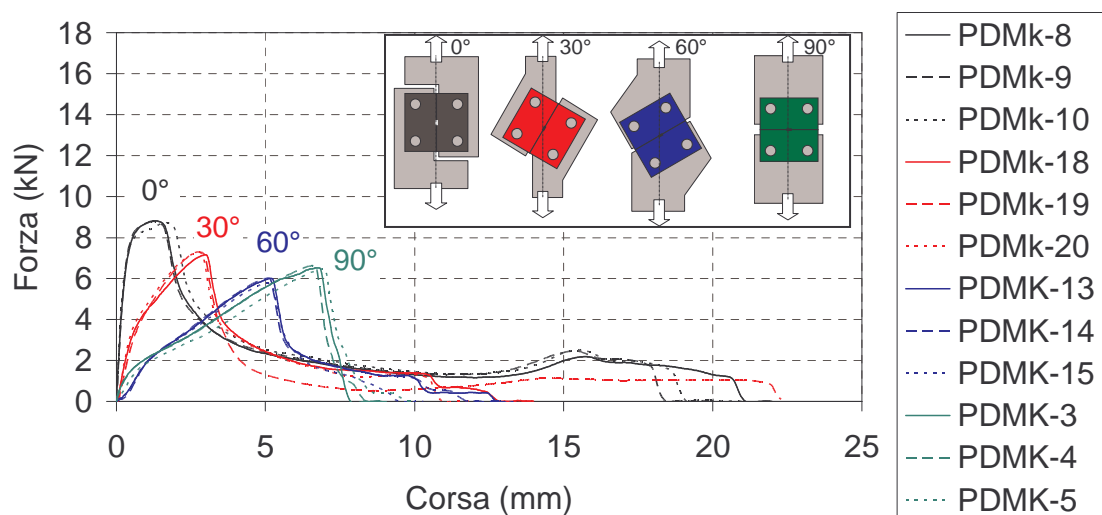 18
16
14
12
10
8
6
4
2
0
Forza (kN)
0 5 10 15 20 25
Corsa (mm)
0°
30°
60°
90°
0° 30° 60° 90°
PDMk-8
PDMk-9
PDMk-10
PDMk-18
PDMk-19
PDMk-20
PDMK-13
PDMK-14
PDMK-15
PDMK-3
PDMK-4
PDMK-5